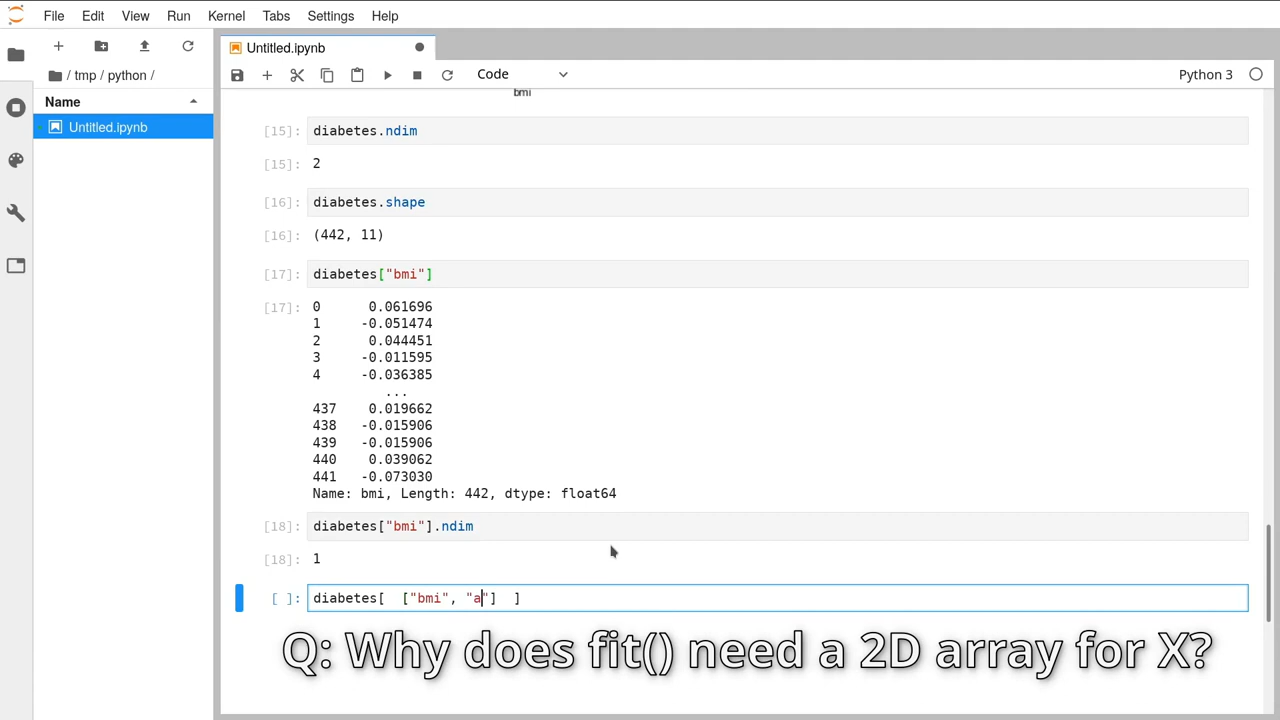 File Edit View Run Kernel Tabs Settings Help
Untitled.ipynb
Code
Python 3
/ tmp / python /
Name
Untitled.ipynb
bmi
[15]: diabetes.ndim
[15]: 2
[16]: diabetes.shape
[16]: (442, 11)
[17]: diabetes["bmi"]
[17]: 0 0.061696
1 -0.051474
2 0.044451
3 -0.011595
4 -0.036385
...
437 0.019662
438 -0.015906
439 -0.015906
440 0.039062
441 -0.073030
Name: bmi, Length: 442, dtype: float64
[18]: diabetes["bmi"].ndim
[18]: 1
[ ]: diabetes[ ["bmi", "a"] ]
Q: Why does fit() need a 2D array for X?